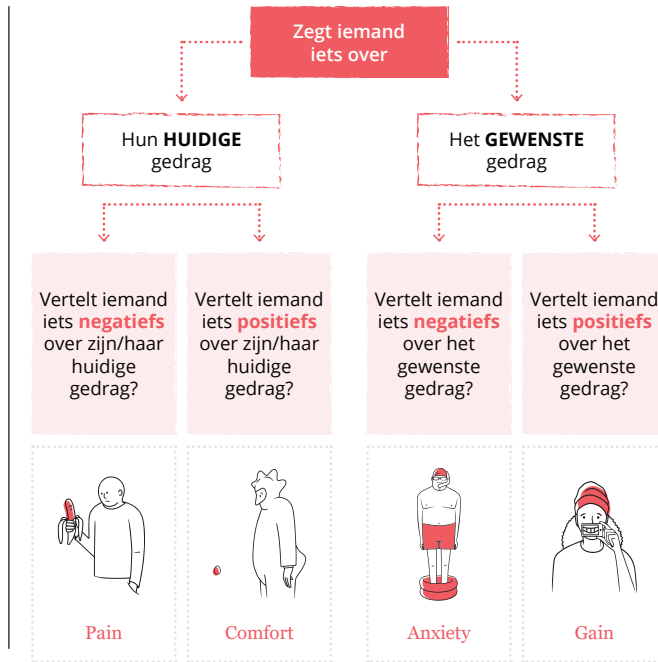 Zegt iemand
iets over
Hun HUIDIGE
gedrag
Het GEWENSTE
gedrag
Vertelt iemand
iets negatiefs
over zijn/haar
huidige
gedrag?
Vertelt iemand
iets positiefs
over zijn/haar
huidige
gedrag?
Vertelt iemand
iets negatiefs
over het
gewenste
gedrag?
Vertelt iemand
iets positiefs
over het
gewenste
gedrag?
Pain
Comfort
Anxiety
Gain